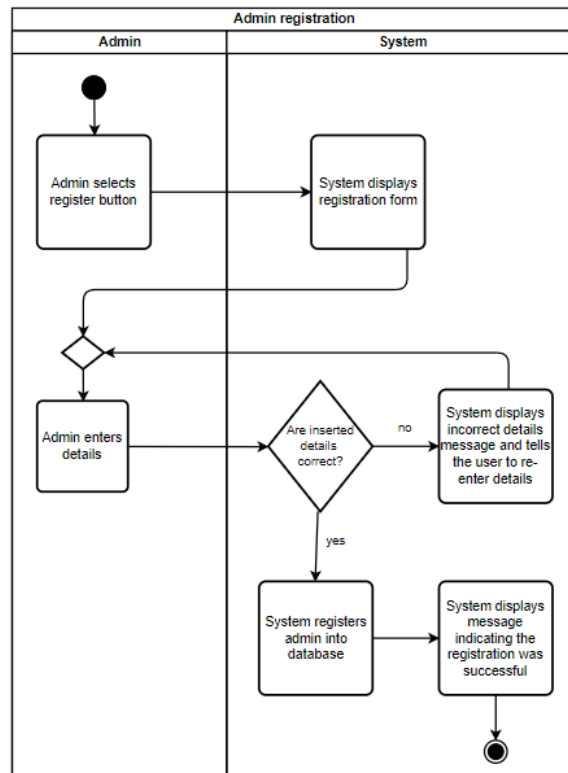 Admin registration
Admin
System
Admin selects
register button
System displays
registration form
Admin enters
details
Are inserted
details
correct?
no
System displays
incorrect details
message and tells
the user to re-
enter details
yes
System registers
admin into
database
System displays
message
indicating the
registration was
successful